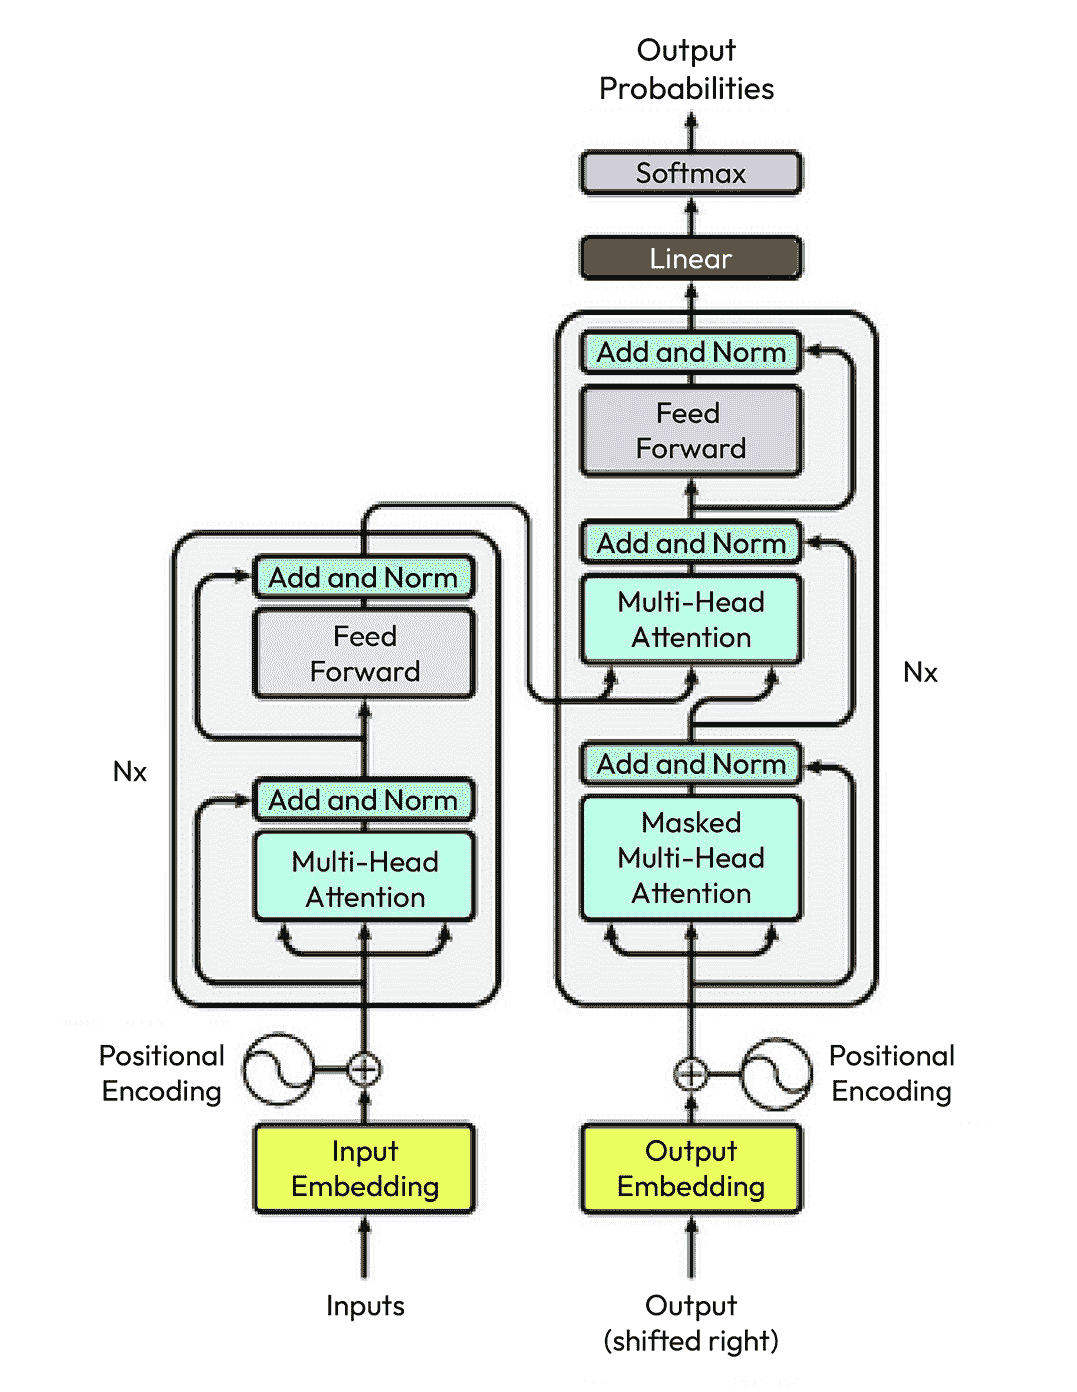 Output
Probabilities
Softmax
Linear
Add and Norm
Feed
Forward
Add and Norm
Multi-Head
Attention
Nx
Add and Norm
Masked
Multi-Head
Attention
Add and Norm
Feed
Forward
Nx
Add and Norm
Multi-Head
Attention
Positional
Encoding
Positional
Encoding
Input
Embedding
Output
Embedding
Inputs
Output
(shifted right)